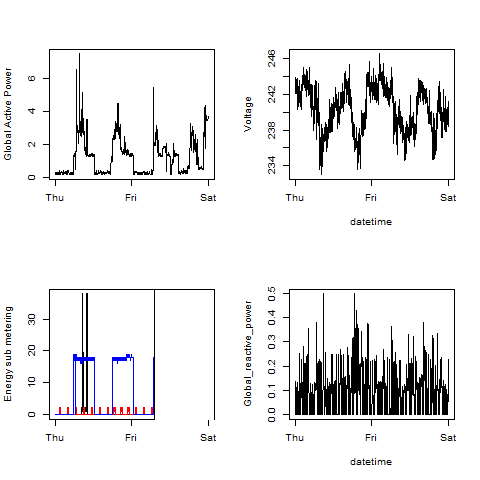 Global Active Power
0 2 4 6
Thu Fri Sat
Voltage
234 238 242 246
Thu Fri Sat
datetime
Energy sub metering
0 10 20 30
Thu Fri Sat
Global_reactive_power
0.0 0.1 0.2 0.3 0.4 0.5
Thu Fri Sat
datetime